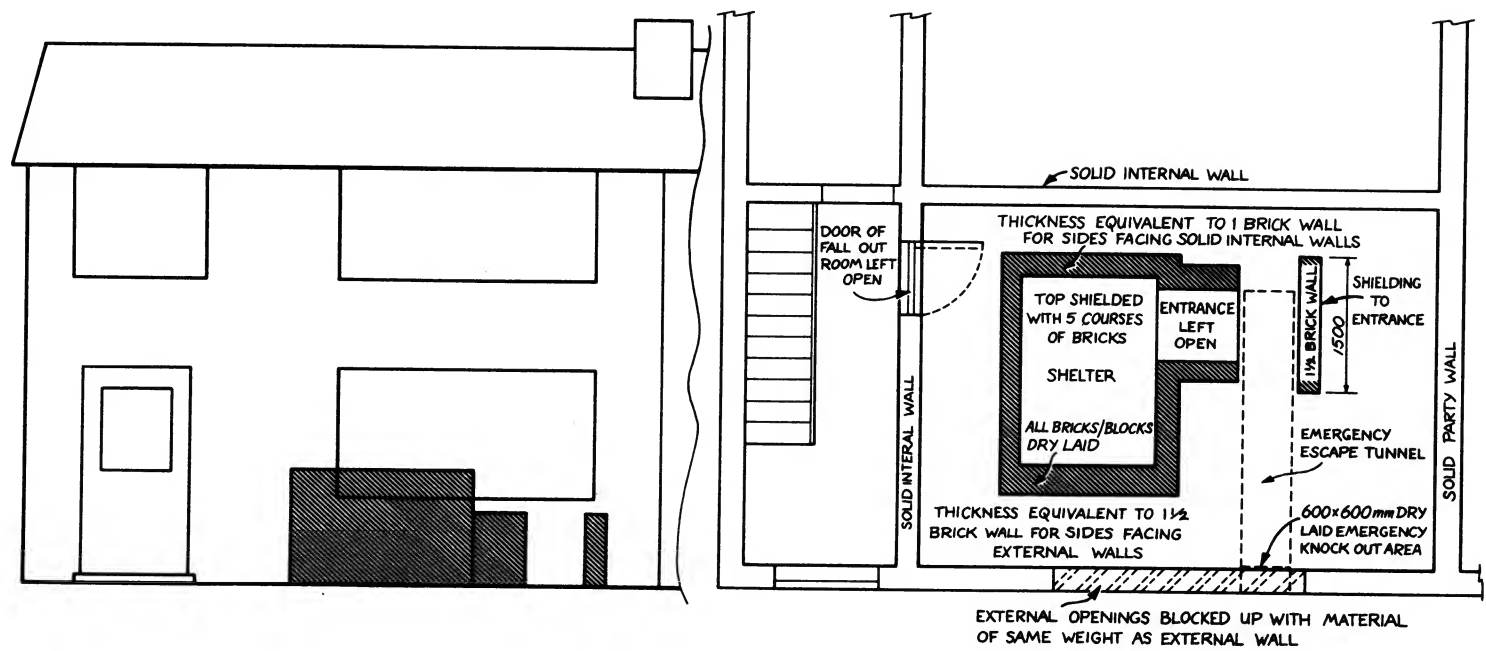 SOLID INTERNAL WALL
THICKNESS EQUIVALENT TO 1 BRICK WALL
FOR SIDES FACING SOLID INTERNAL WALLS
DOOR OF
FALL OUT
ROOM LEFT
OPEN
TOP SHIELDED
WITH 5 COURSES
OF BRICKS
SHELTER
ALL BRICKS/BLOCKS
DRY LAID
ENTRANCE
LEFT
OPEN
1½ BRICK WALL
1500
SHIELDING
TO
ENTRANCE
SOLID INTERAL WALL
SOLID PARTY WALL
EMERGENCY
ESCAPE TUNNEL
THICKNESS EQUIVALENT TO 1½
BRICK WALL FOR SIDES FACING
EXTERNAL WALLS
600x600mm DRY
LAID EMERGENCY
KNOCK OUT AREA
EXTERNAL OPENINGS BLOCKED UP WITH MATERIAL
OF SAME WEIGHT AS EXTERNAL WALL